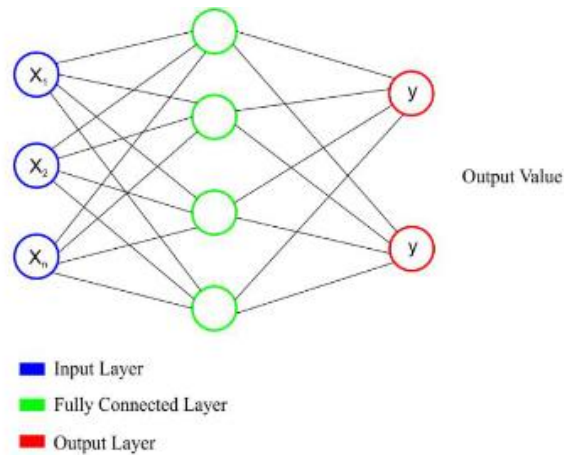 X₁
y
X₂
Output Value
y
Xₙ
Input Layer
Fully Connected Layer
Output Layer